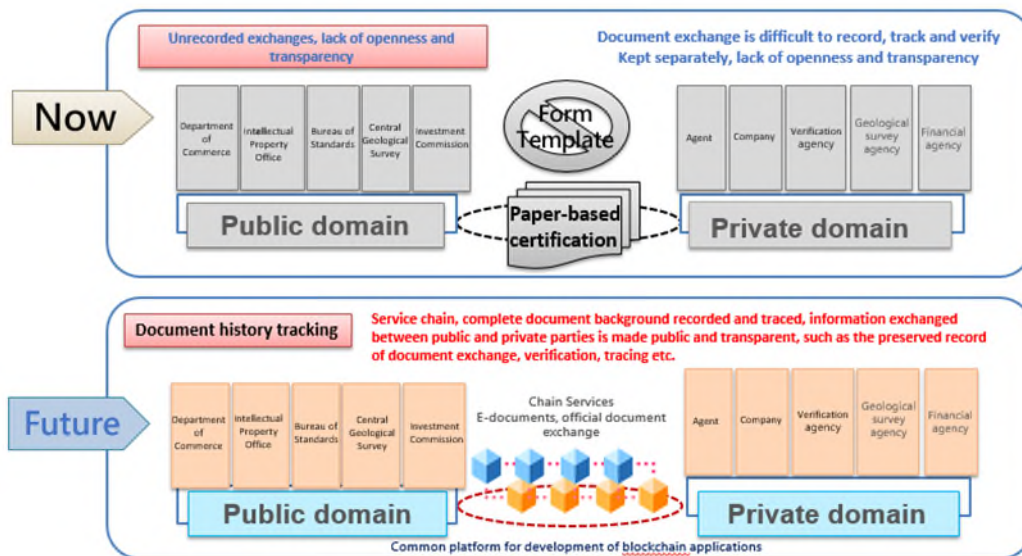 Now
Unrecorded exchanges, lack of openness and
transparency
Document exchange is difficult to record, track and verify
Kept separately, lack of openness and transparency
Department
of
Commerce
Intellectual
Property
Office
Bureau of
Standards
Central
Geological
Survey
Investment
Commission
Form
Template
Agent
Company
Verification
agency
Geological
survey
agency
Financial
agency
Public domain
Paper-based
certification
Private domain
Future
Document history tracking
Service chain, complete document background recorded and traced, information exchanged
between public and private parties is made public and transparent, such as the preserved record
of document exchange, verification, tracing etc.
Department
of
Commerce
Intellectual
Property
Office
Bureau of
Standards
Central
Geological
Survey
Investment
Commission
Chain Services
E-documents, official document
exchange
Agent
Company
Verification
agency
Geological
survey
agency
Financial
agency
Public domain
Private domain
Common platform for development of blockchain applications